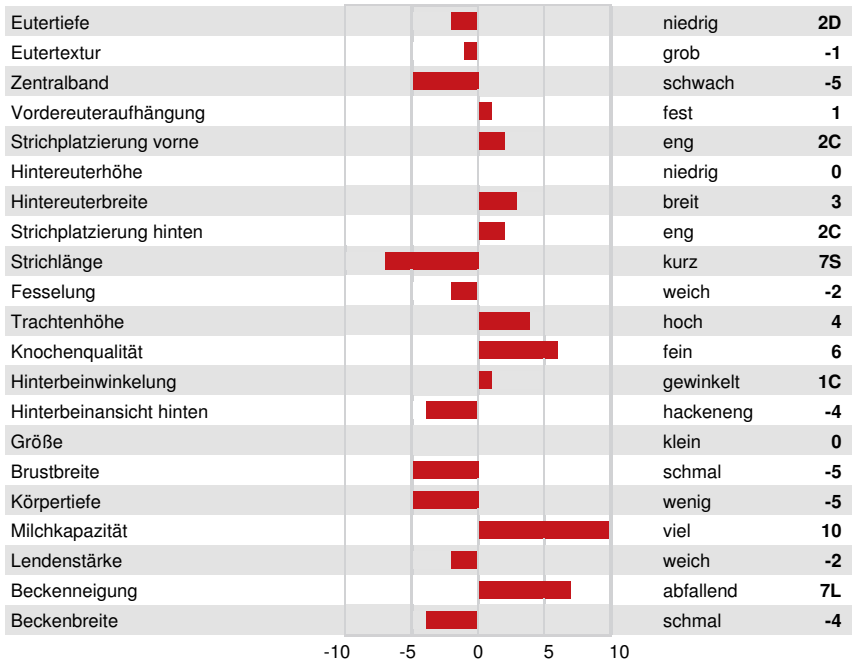 Eutertiefe niedrig 2D
Eutertextur grob -1
Zentralband schwach -5
Vordereuteraufhängung fest 1
Strichplatzierung vorne eng 2C
Hintereuterhöhe niedrig 0
Hintereuterbreite breit 3
Strichplatzierung hinten eng 2C
Strichlänge kurz 7S
Fesselung weich -2
Trachtenhöhe hoch 4
Knochenqualität fein 6
Hinterbeinwinkelung gewinkelt 1C
Hinterbeinansicht hinten hackeneng -4
Größe klein 0
Brustbreite schmal -5
Körpertiefe wenig -5
Milchkapazität viel 10
Lendenstärke weich -2
Beckenneigung abfallend 7L
Beckenbreite schmal -4
-10 -5 0 5 10